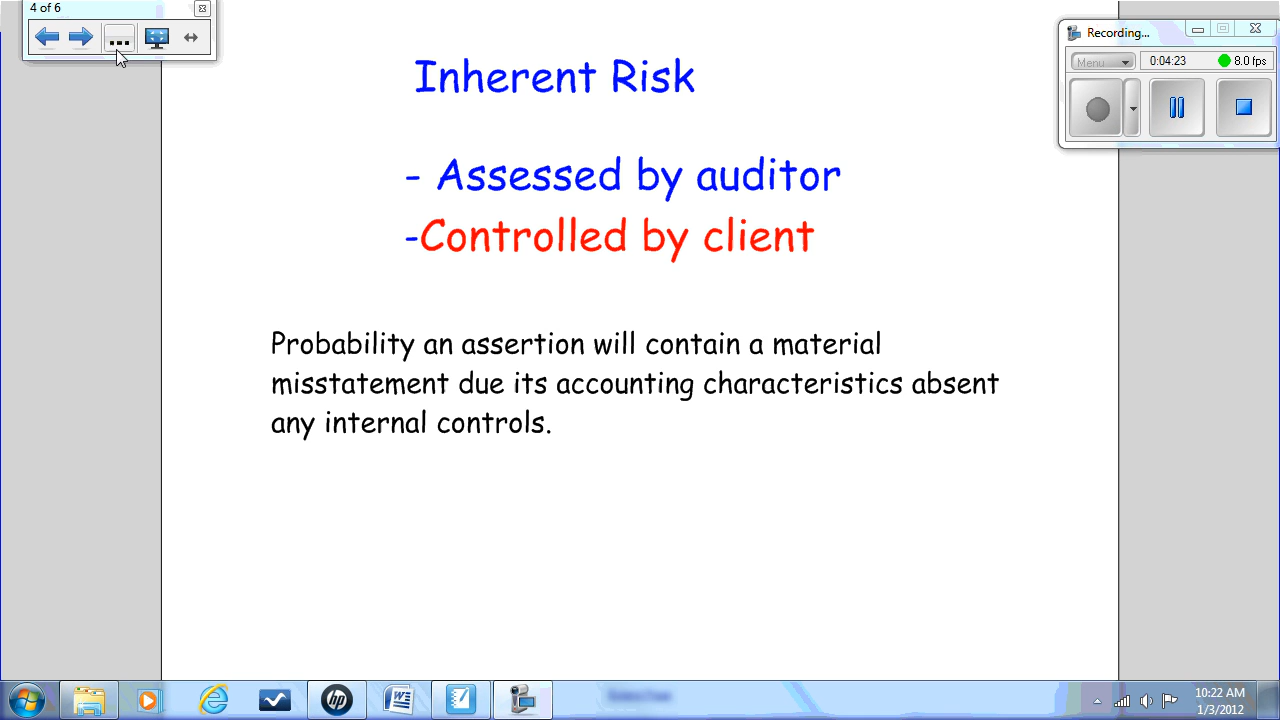 4 of 6
Recording...
Menu
0:04:23
8.0 fps
Inherent Risk
- Assessed by auditor
-Controlled by client
Probability an assertion will contain a material
misstatement due its accounting characteristics absent
any internal controls.
10:22 AM
1/3/2012